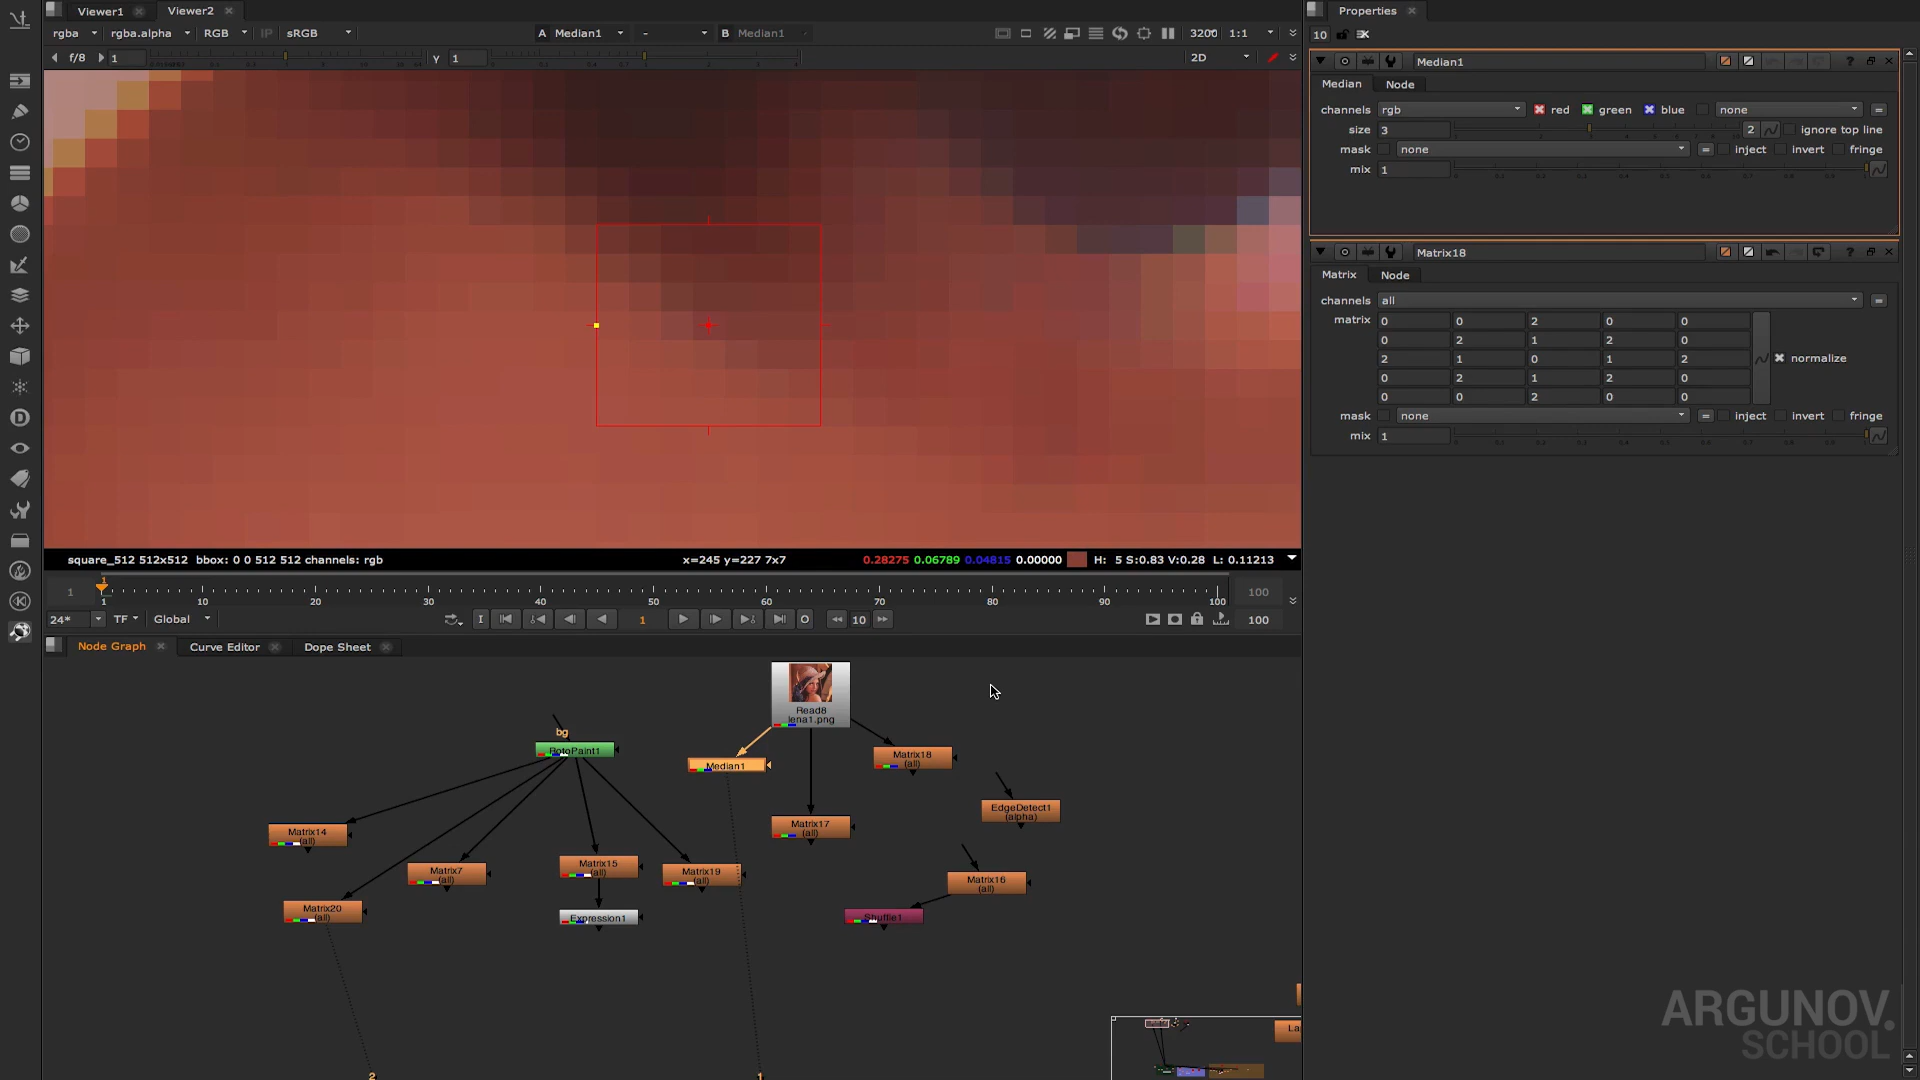 Viewer1
Viewer2
rgba
rgba.alpha
RGB
IP
sRGB
A Median1
-
B Median1
3200
1:1
f/8
1
y
1
2D
square_512 512x512 bbox: 0 0 512 512 channels: rgb
x=245 y=227 7x7
0.28275 0.06789 0.04815 0.00000
H: 5 S:0.83 V:0.28 L: 0.11213
1
1
1 10 20 30 40 50 60 70 80 90 100
100
24*
TF
Global
I
1
O
10
100
Node Graph
Curve Editor
Dope Sheet
Read8
lena1.png
bg
RotoPaint1
Median1
Matrix18
(all)
EdgeDetect1
(alpha)
Matrix14
(all)
Matrix17
(all)
Matrix7
(all)
Matrix15
(all)
Matrix19
(all)
Matrix16
(all)
Matrix20
(all)
Expression1
Shuffle1
La
2
1
Properties
10
Median1
Median
Node
channels
rgb
red
green
blue
none
=
size
3
2
ignore top line
mask
none
=
inject
invert
fringe
mix
1
Matrix18
Matrix
Node
channels
all
=
matrix
0 0 2 0 0
0 2 1 2 0
2 1 0 1 2
0 2 1 2 0
0 0 2 0 0
normalize
mask
none
=
inject
invert
fringe
mix
1
ARGUNOV.
SCHOOL